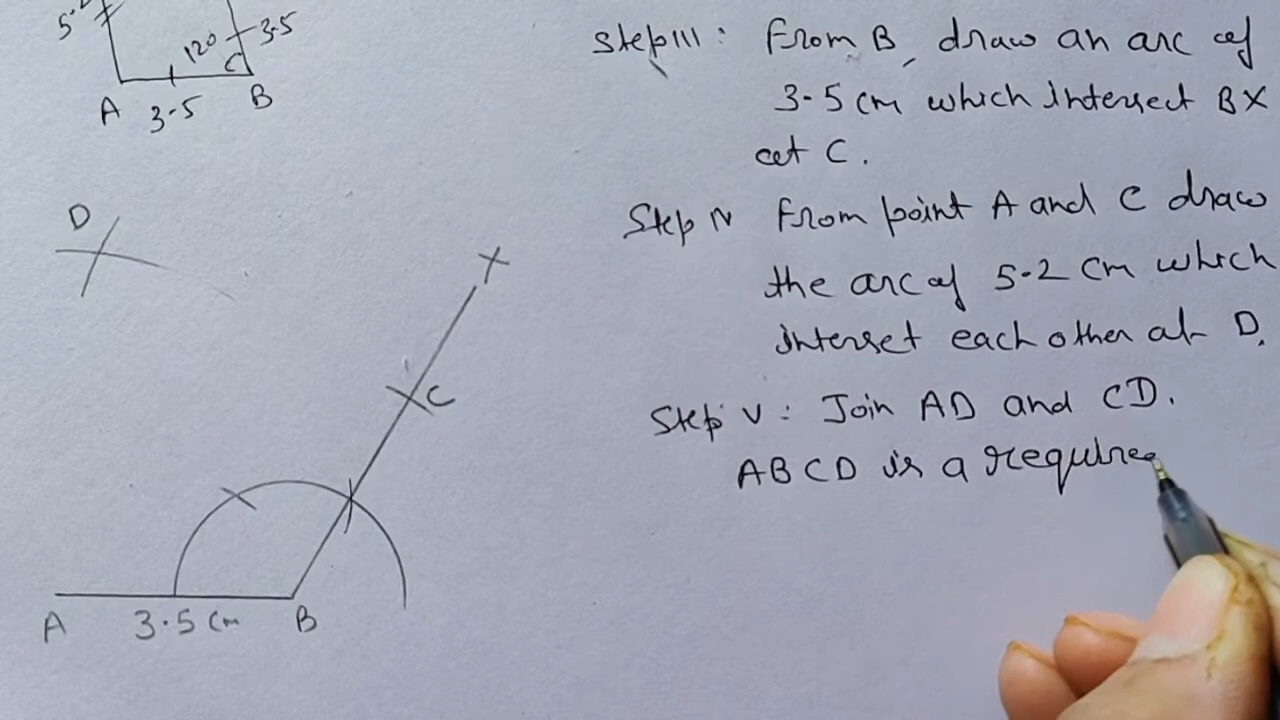 5.2
120
3.5
A
3.5
B
Step III : From B, draw an arc of
3.5 cm which intersect BX
at C.
Step IV From point A and C draw
the arc of 5.2 cm which
interset each other at D.
Step V : Join AD and CD.
ABCD is a require
D
X
C
A
3.5 cm
B